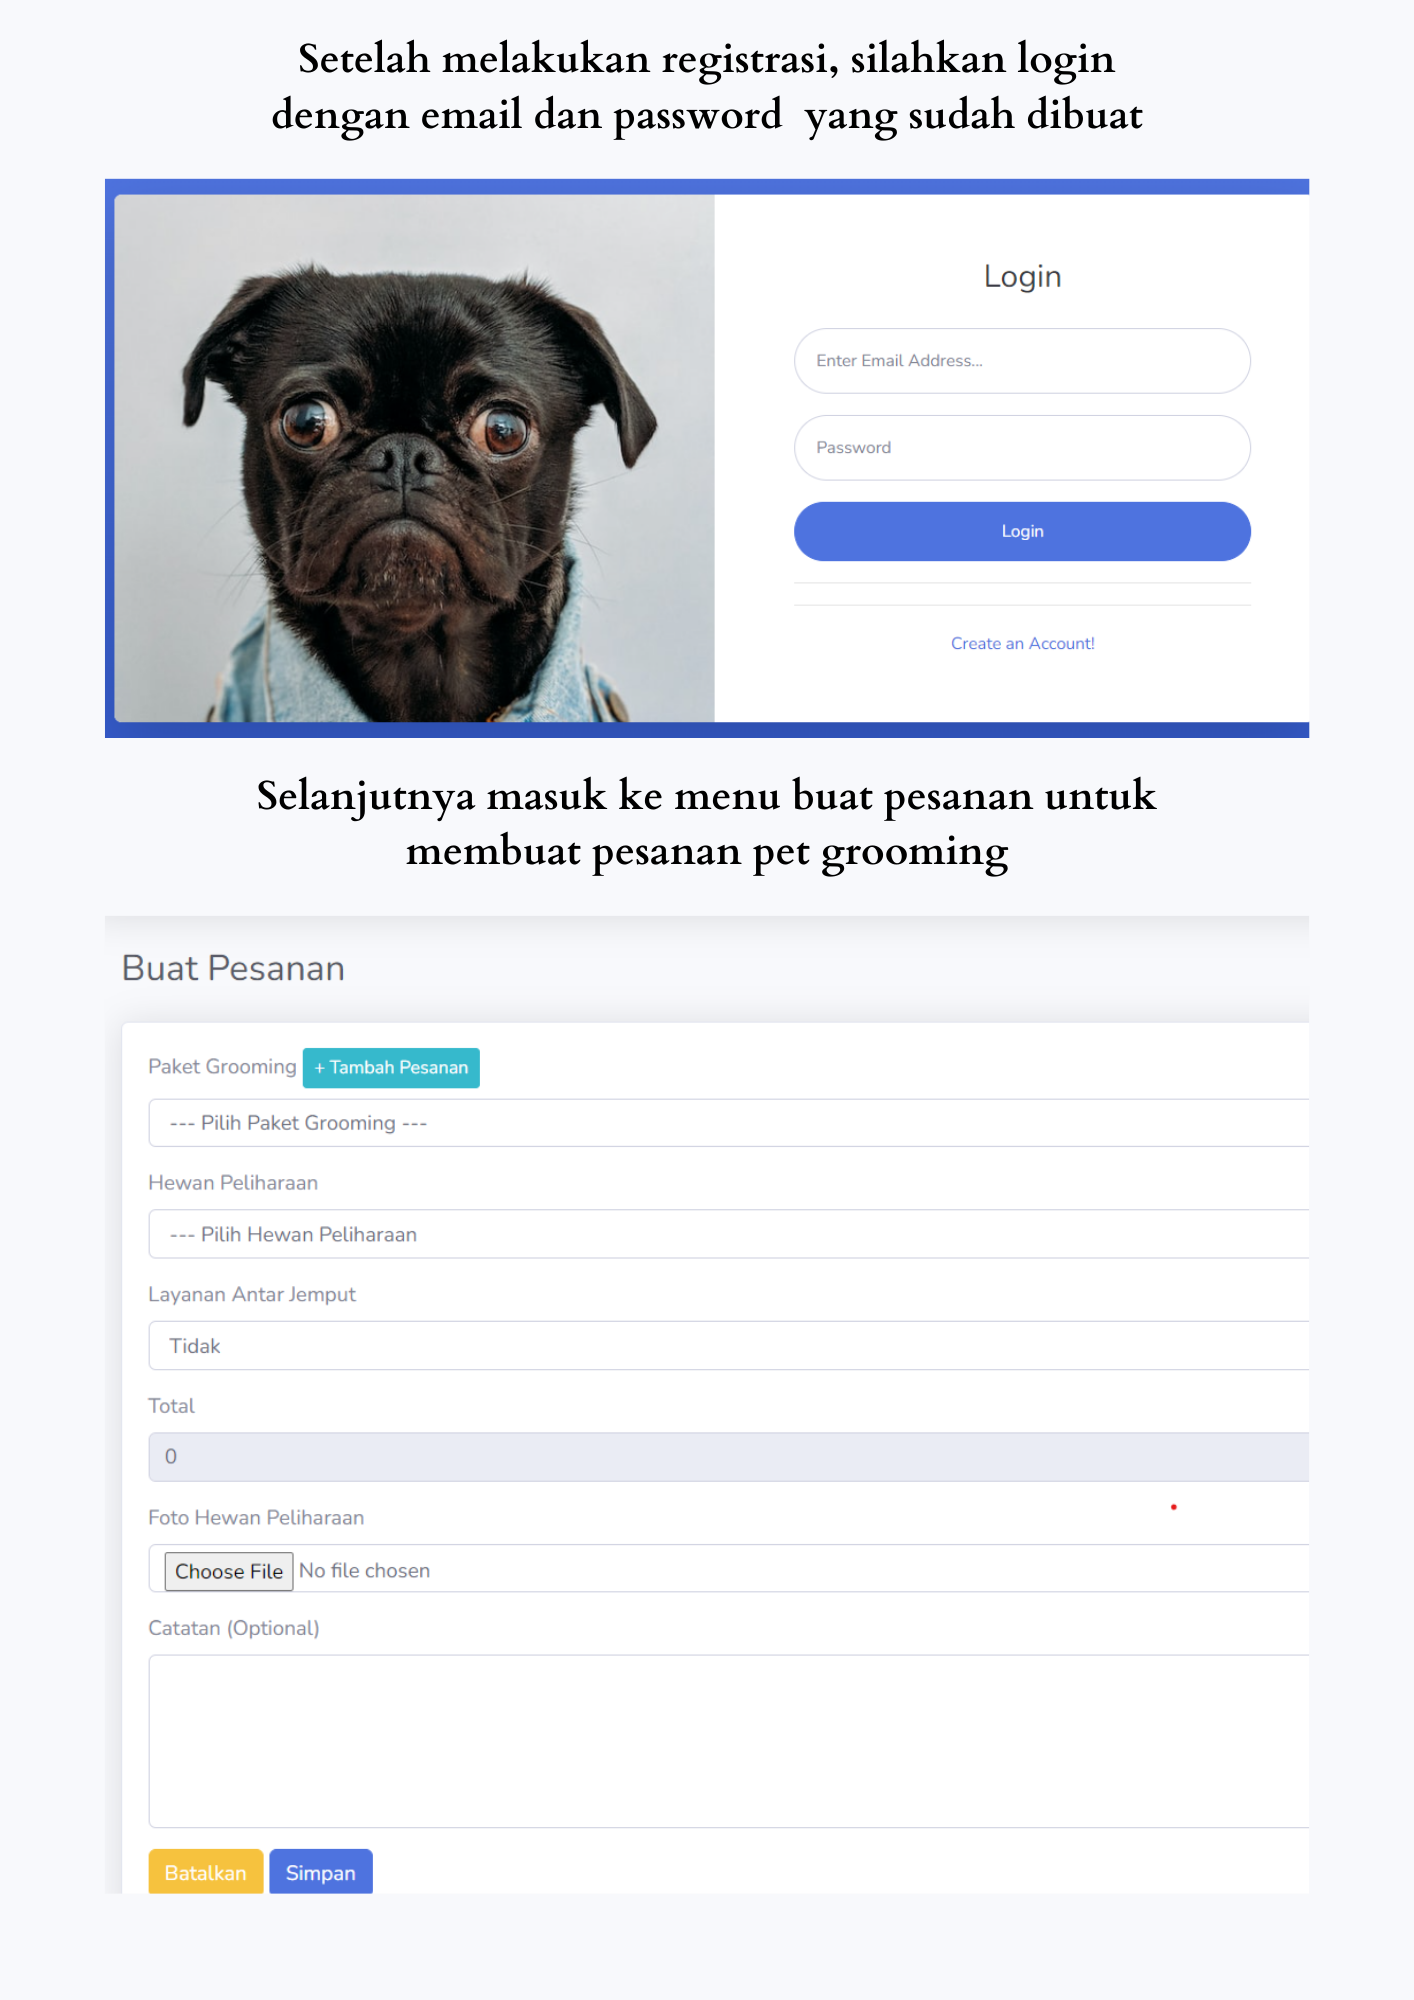 Setelah melakukan registrasi, silahkan login
dengan email dan password  yang sudah dibuat
Login
Enter Email Address...
Password
Login
Create an Account!
Selanjutnya masuk ke menu buat pesanan untuk
membuat pesanan pet grooming
Buat Pesanan
Paket Grooming + Tambah Pesanan
--- Pilih Paket Grooming ---
Hewan Peliharaan
--- Pilih Hewan Peliharaan
Layanan Antar Jemput
Tidak
Total
0
Foto Hewan Peliharaan
Choose File No file chosen
Catatan (Optional)
Batalkan Simpan